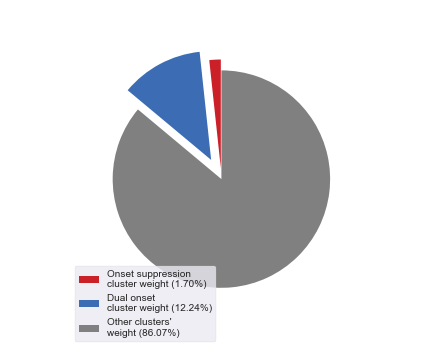 Onset suppression
cluster weight (1.70%)
Dual onset
cluster weight (12.24%)
Other clusters'
weight (86.07%)